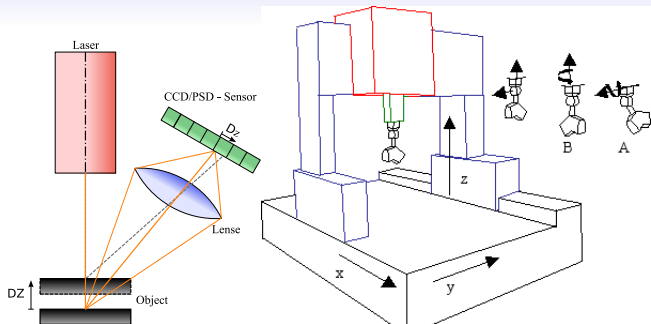 Laser
CCD/PSD - Sensor
Dz
Lense
DZ
Object
x
y
z
B
A